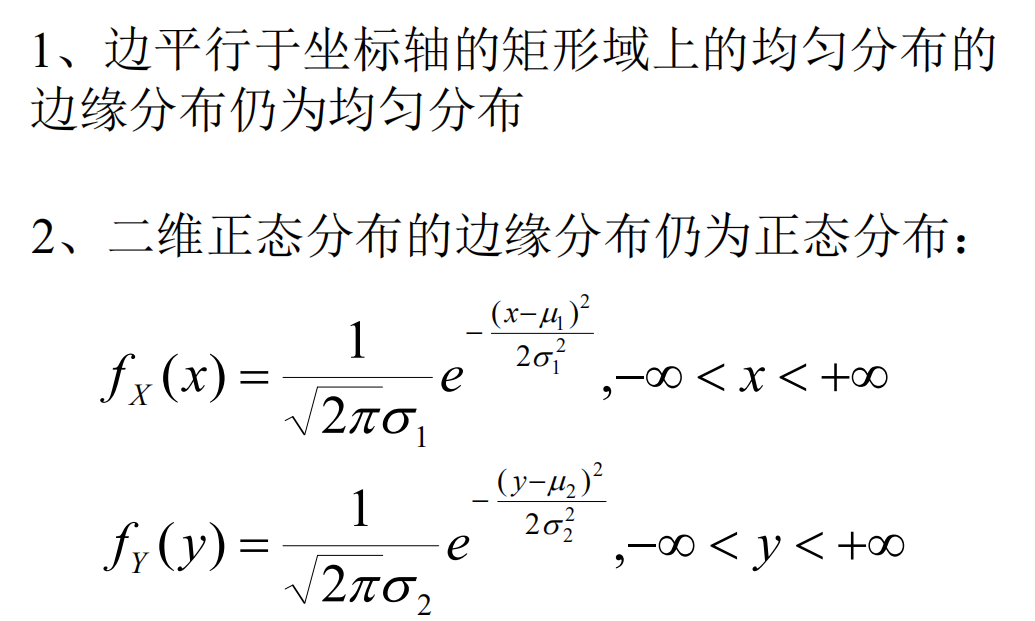 1、边平行于坐标轴的矩形域上的均匀分布的
边缘分布仍为均匀分布
2、二维正态分布的边缘分布仍为正态分布：
$f_X(x)=\frac{1}{\sqrt{2\pi}\sigma_1}e^{-\frac{(x-\mu_1)^2}{2\sigma_1^2}},-\infty<x<+\infty$
$f_Y(y)=\frac{1}{\sqrt{2\pi}\sigma_2}e^{-\frac{(y-\mu_2)^2}{2\sigma_2^2}},-\infty<y<+\infty$